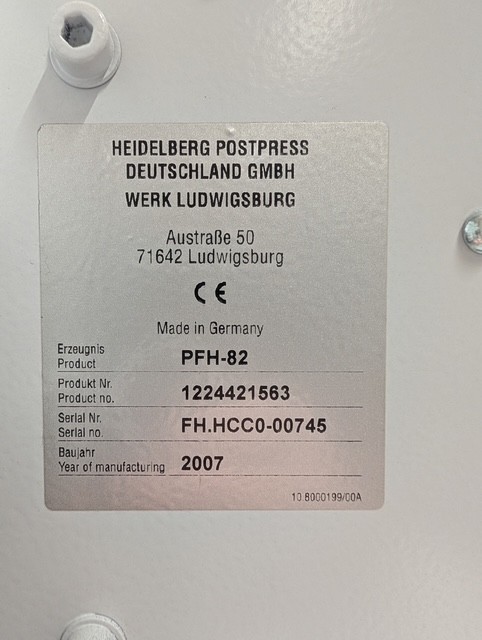 HEIDELBERG POSTPRESS
DEUTSCHLAND GMBH
WERK LUDWIGSBURG
Austraße 50
71642 Ludwigsburg
CE
Made in Germany
Erzeugnis
Product PFH-82
Produkt Nr.
Product no. 1224421563
Serial Nr.
Serial no. FH.HCC0-00745
Baujahr
Year of manufacturing 2007
10.8000199/00A